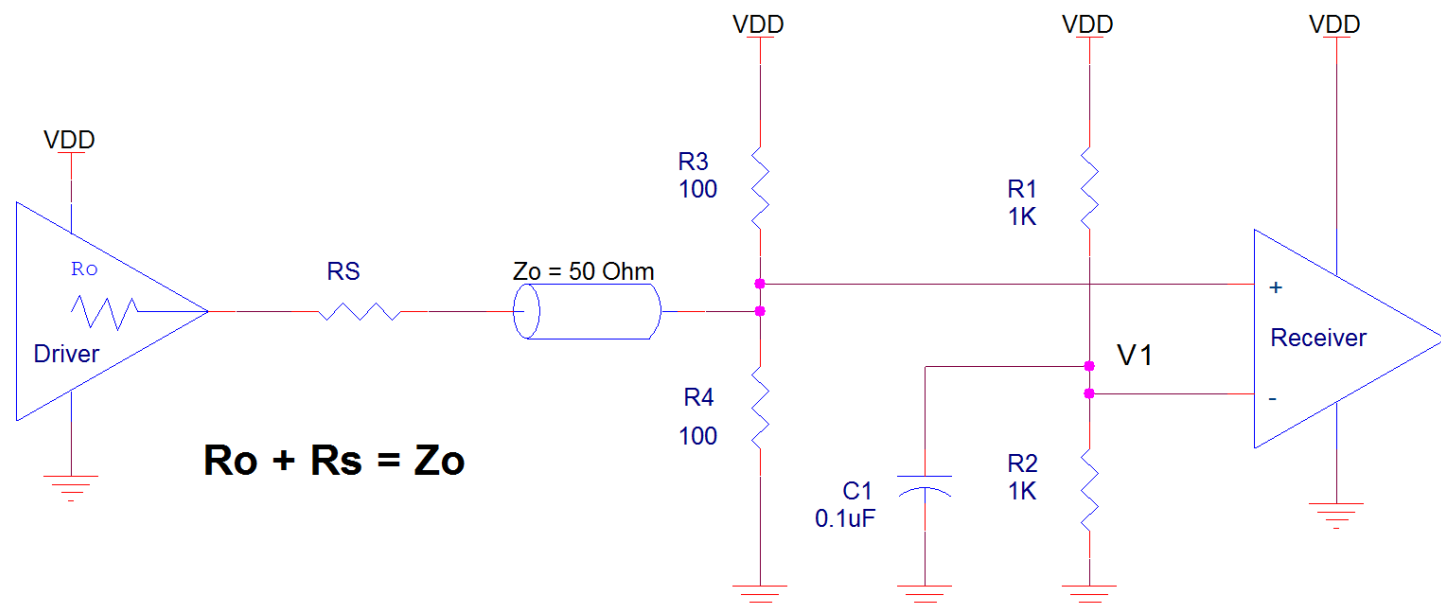 VDD
VDD
VDD
VDD
R3
100
R1
1K
Ro
RS
Zo = 50 Ohm
+
Driver
Receiver
V1
-
R4
100
Ro + Rs = Zo
R2
1K
C1
0.1uF